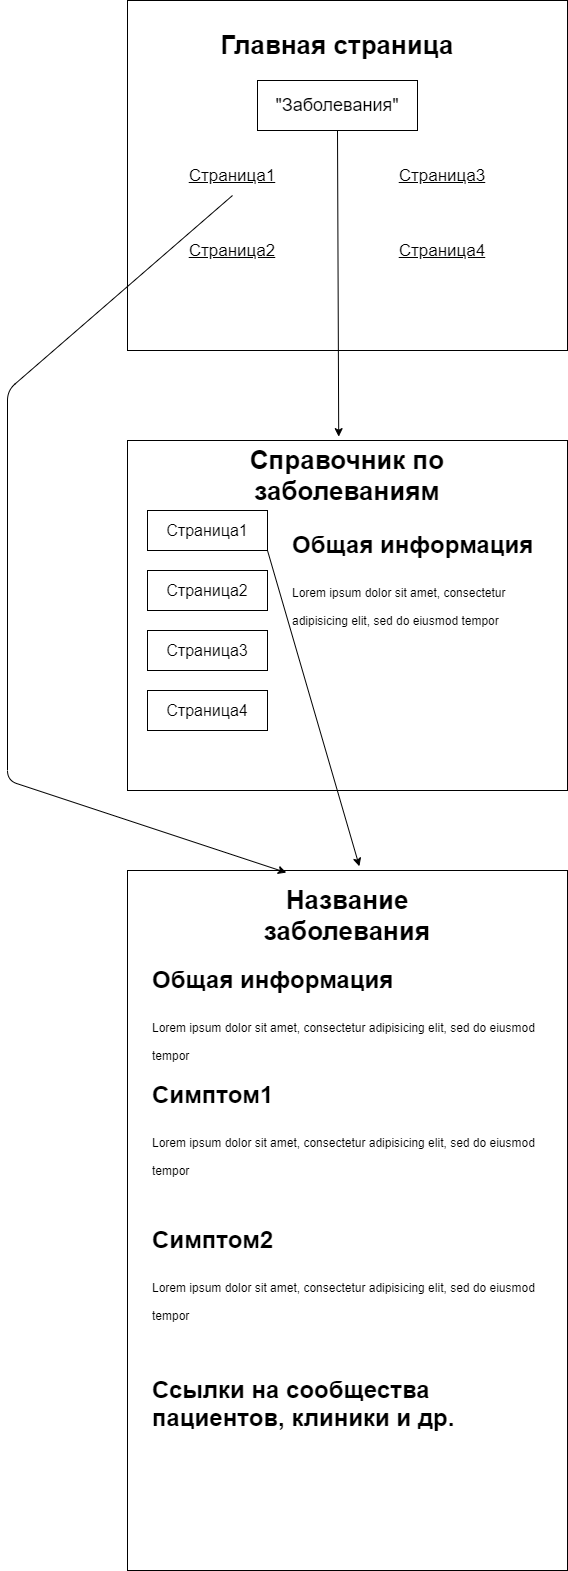 Главная страница
"Заболевания"
Страница1
Страница3
Страница2
Страница4
Справочник по
заболеваниям
Страница1
Страница2
Страница3
Страница4
Общая информация
Lorem ipsum dolor sit amet, consectetur
adipisicing elit, sed do eiusmod tempor
Название
заболевания
Общая информация
Lorem ipsum dolor sit amet, consectetur adipisicing elit, sed do eiusmod
tempor
Симптом1
Lorem ipsum dolor sit amet, consectetur adipisicing elit, sed do eiusmod
tempor
Симптом2
Lorem ipsum dolor sit amet, consectetur adipisicing elit, sed do eiusmod
tempor
Ссылки на сообщества
пациентов, клиники и др.